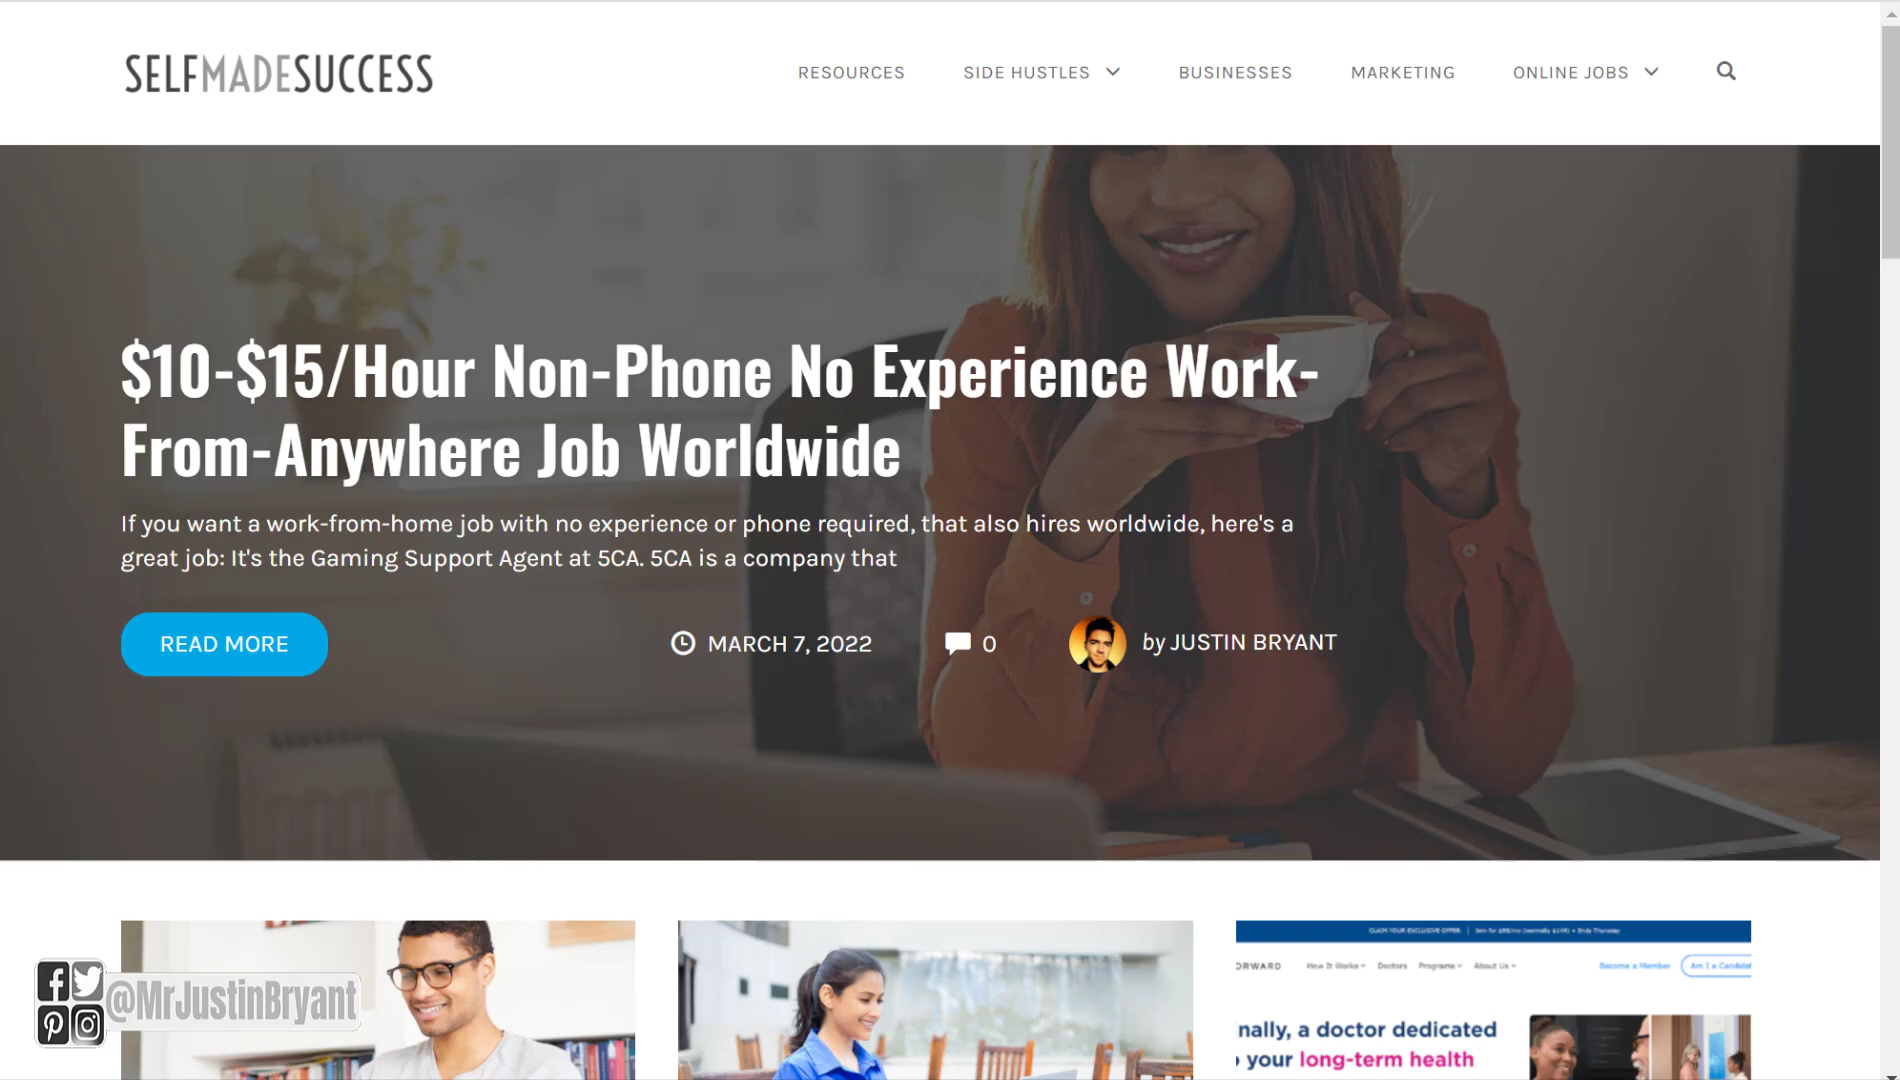 SELFMADESUCCESS
RESOURCES
SIDE HUSTLES
BUSINESSES
MARKETING
ONLINE JOBS
$10-$15/Hour Non-Phone No Experience Work-
From-Anywhere Job Worldwide
If you want a work-from-home job with no experience or phone required, that also hires worldwide, here's a
great job: It's the Gaming Support Agent at 5CA. 5CA is a company that
READ MORE
MARCH 7, 2022
0
by JUSTIN BRYANT
CLAIM YOUR EXCLUSIVE OFFER
ORWARD
How It Works
Doctors
Programs
About Us
Become a Member
Am I a Candidat
nally, a doctor dedicated
your long-term health
@MrJustinBryant